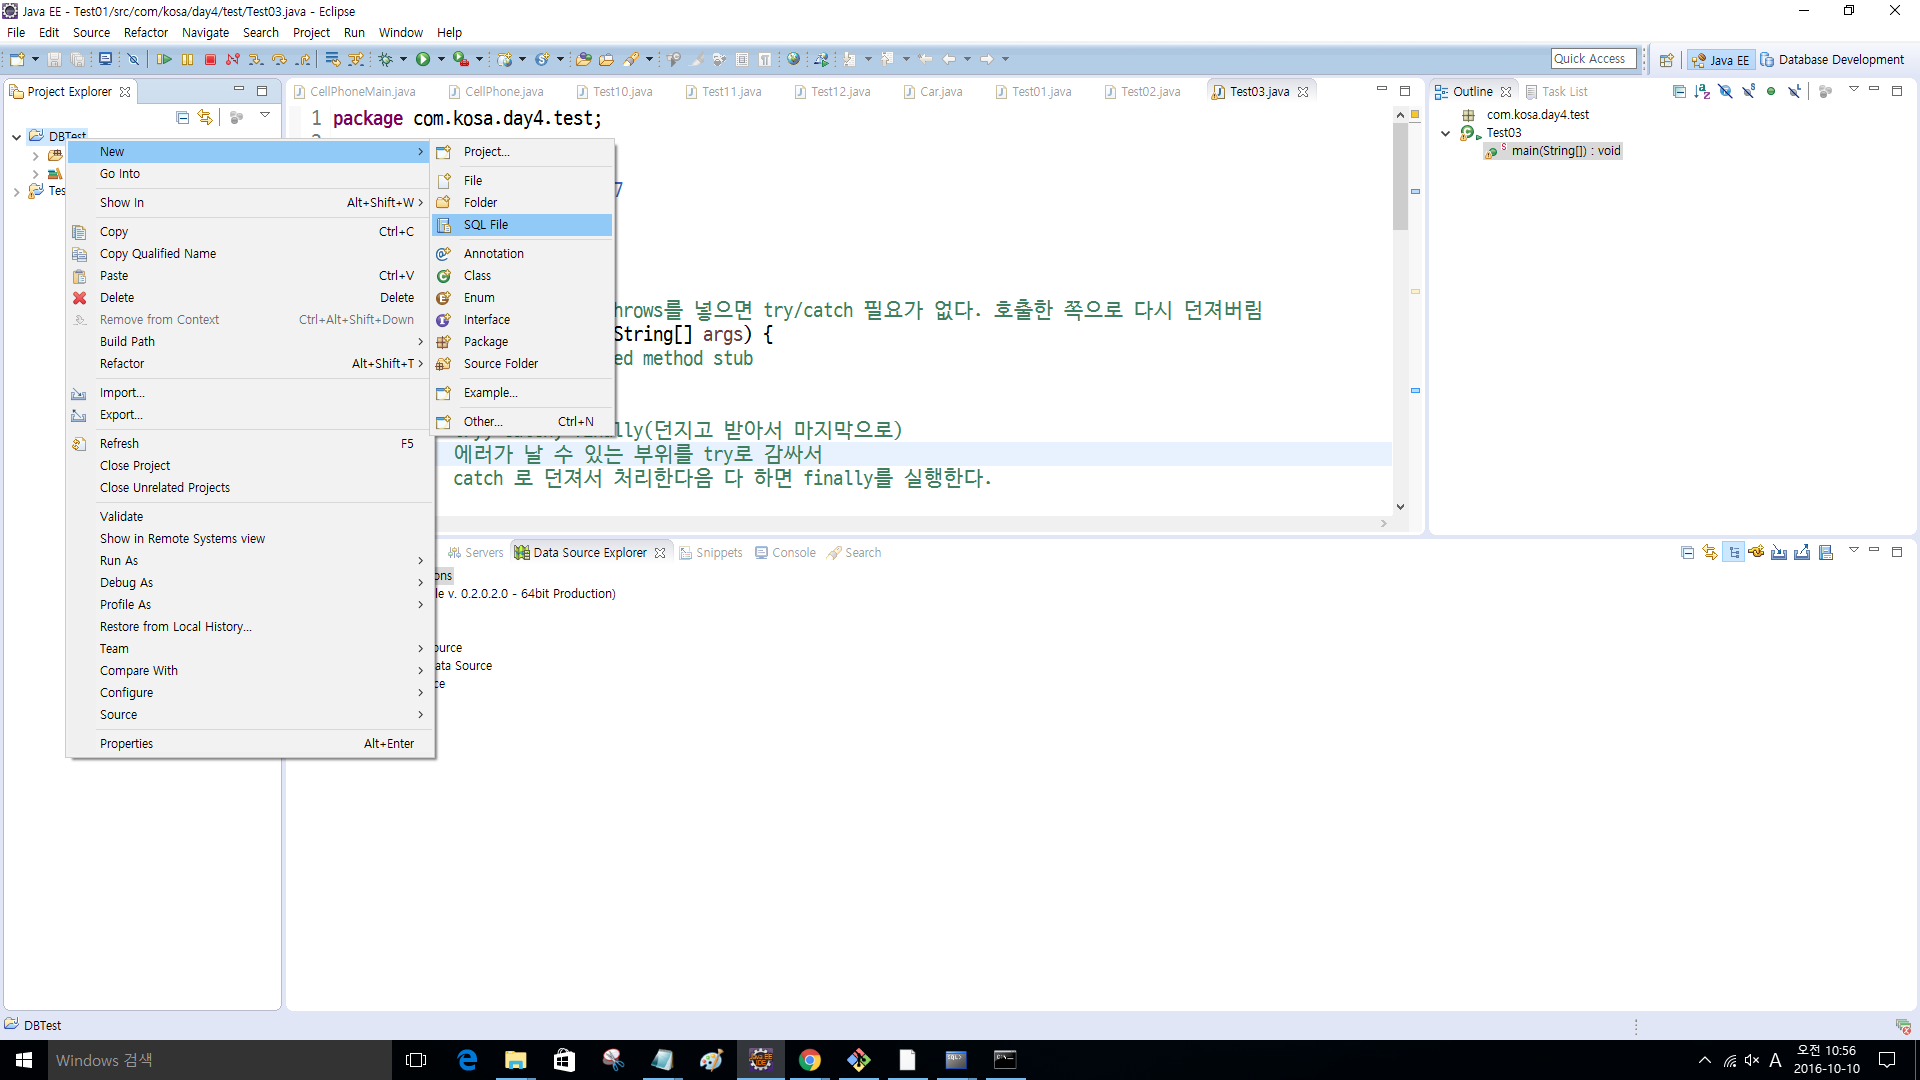 Java EE - Test01/src/com/kosa/day4/test/Test03.java - Eclipse
File Edit Source Refactor Navigate Search Project Run Window Help
Quick Access
Java EE
Database Development
Project Explorer
CellPhoneMain.java CellPhone.java Test10.java Test11.java Test12.java Car.java Test01.java Test02.java Test03.java
Outline
Task List
DBTest
Tes
New
Go Into
Show In Alt+Shift+W
Copy Ctrl+C
Copy Qualified Name
Paste Ctrl+V
Delete Delete
Remove from Context Ctrl+Alt+Shift+Down
Build Path
Refactor Alt+Shift+T
Import...
Export...
Refresh F5
Close Project
Close Unrelated Projects
Validate
Show in Remote Systems view
Run As
Debug As
Profile As
Restore from Local History...
Team
Compare With
Configure
Source
Properties Alt+Enter
Project...
File
Folder
SQL File
Annotation
Class
Enum
Interface
Package
Source Folder
Example...
Other... Ctrl+N
1 package com.kosa.day4.test;
7
hrows를 넣으면 try/catch 필요가 없다. 호출한 쪽으로 다시 던져버림
String[] args) {
ed method stub
lly(던지고 받아서 마지막으로)
에러가 날 수 있는 부위를 try로 감싸서
catch 로 던져서 처리한다음 다 하면 finally를 실행한다.
com.kosa.day4.test
Test03
main(String[]) : void
Servers Data Source Explorer Snippets Console Search
ons
le v. 0.2.0.2.0 - 64bit Production)
ource
ata Source
ce
DBTest
Windows 검색
A
오전 10:56
2016-10-10